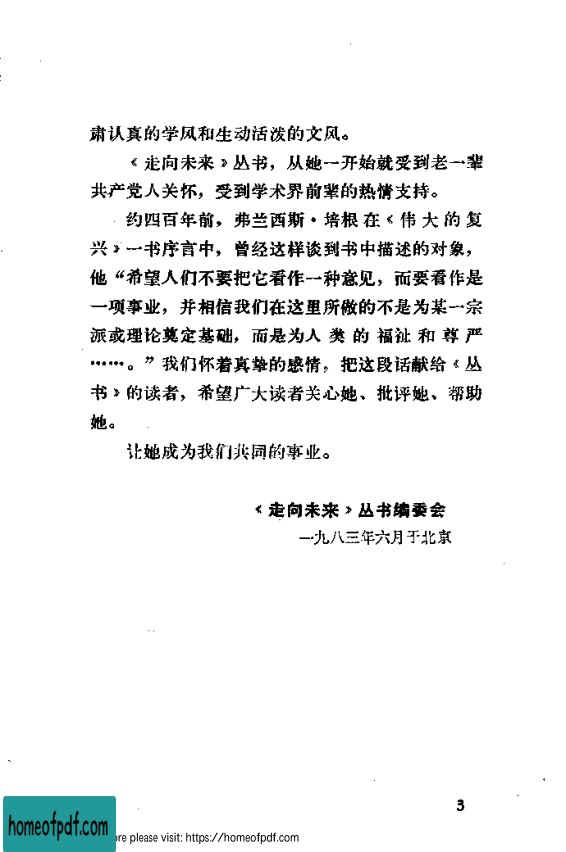 肃认真的学风和生动活泼的文风。
《走向未来》丛书，从她一开始就受到老一辈
共产党人关怀，受到学术界前辈的热情支持。
约四百年前，弗兰西斯·培根在《伟大的复
兴》一书序言中，曾经这样谈到书中描述的对象，
他“希望人们不要把它看作一种意见，而要看作是
一项事业，并相信我们在这里所做的不是为某一宗
派或理论奠定基础，而是为人类的福祉和尊严
……。”我们怀着真挚的感情，把这段话献给《丛
书》的读者，希望广大读者关心她、批评她、帮助
她。
让她成为我们共同的事业。
《走向未来》丛书编委会
一九八三年六月于北京
3
homeofpdf.com
ore please visit: https://homeofpdf.com